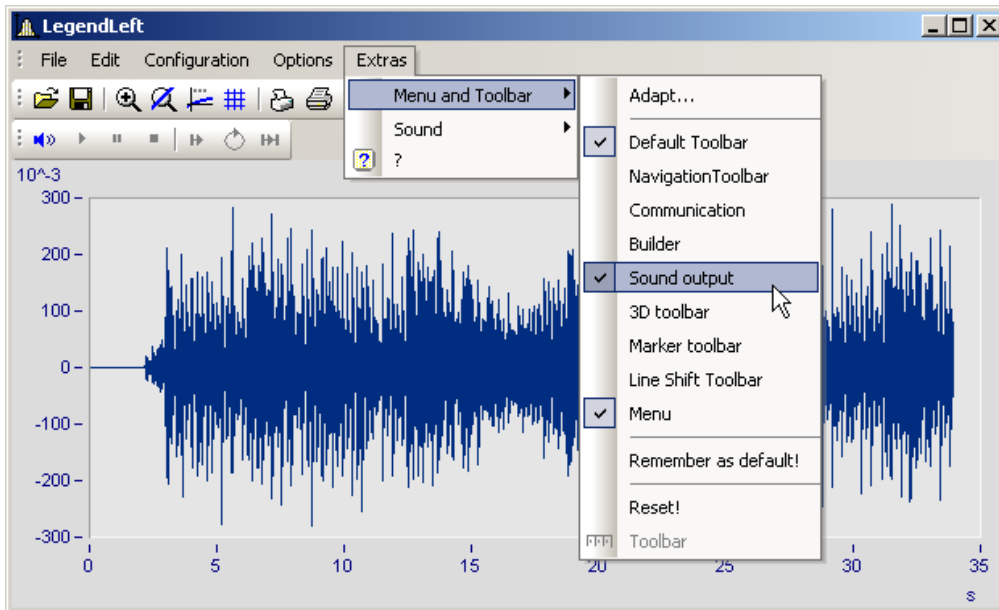 LegendLeft
File Edit Configuration Options Extras
Menu and Toolbar
Sound
?
Adapt...
Default Toolbar
NavigationToolbar
Communication
Builder
Sound output
3D toolbar
Marker toolbar
Line Shift Toolbar
Menu
Remember as default!
Reset!
Toolbar
10^-3
300
200
100
0
-100
-200
-300
0 5 10 15 20 25 30 35
s